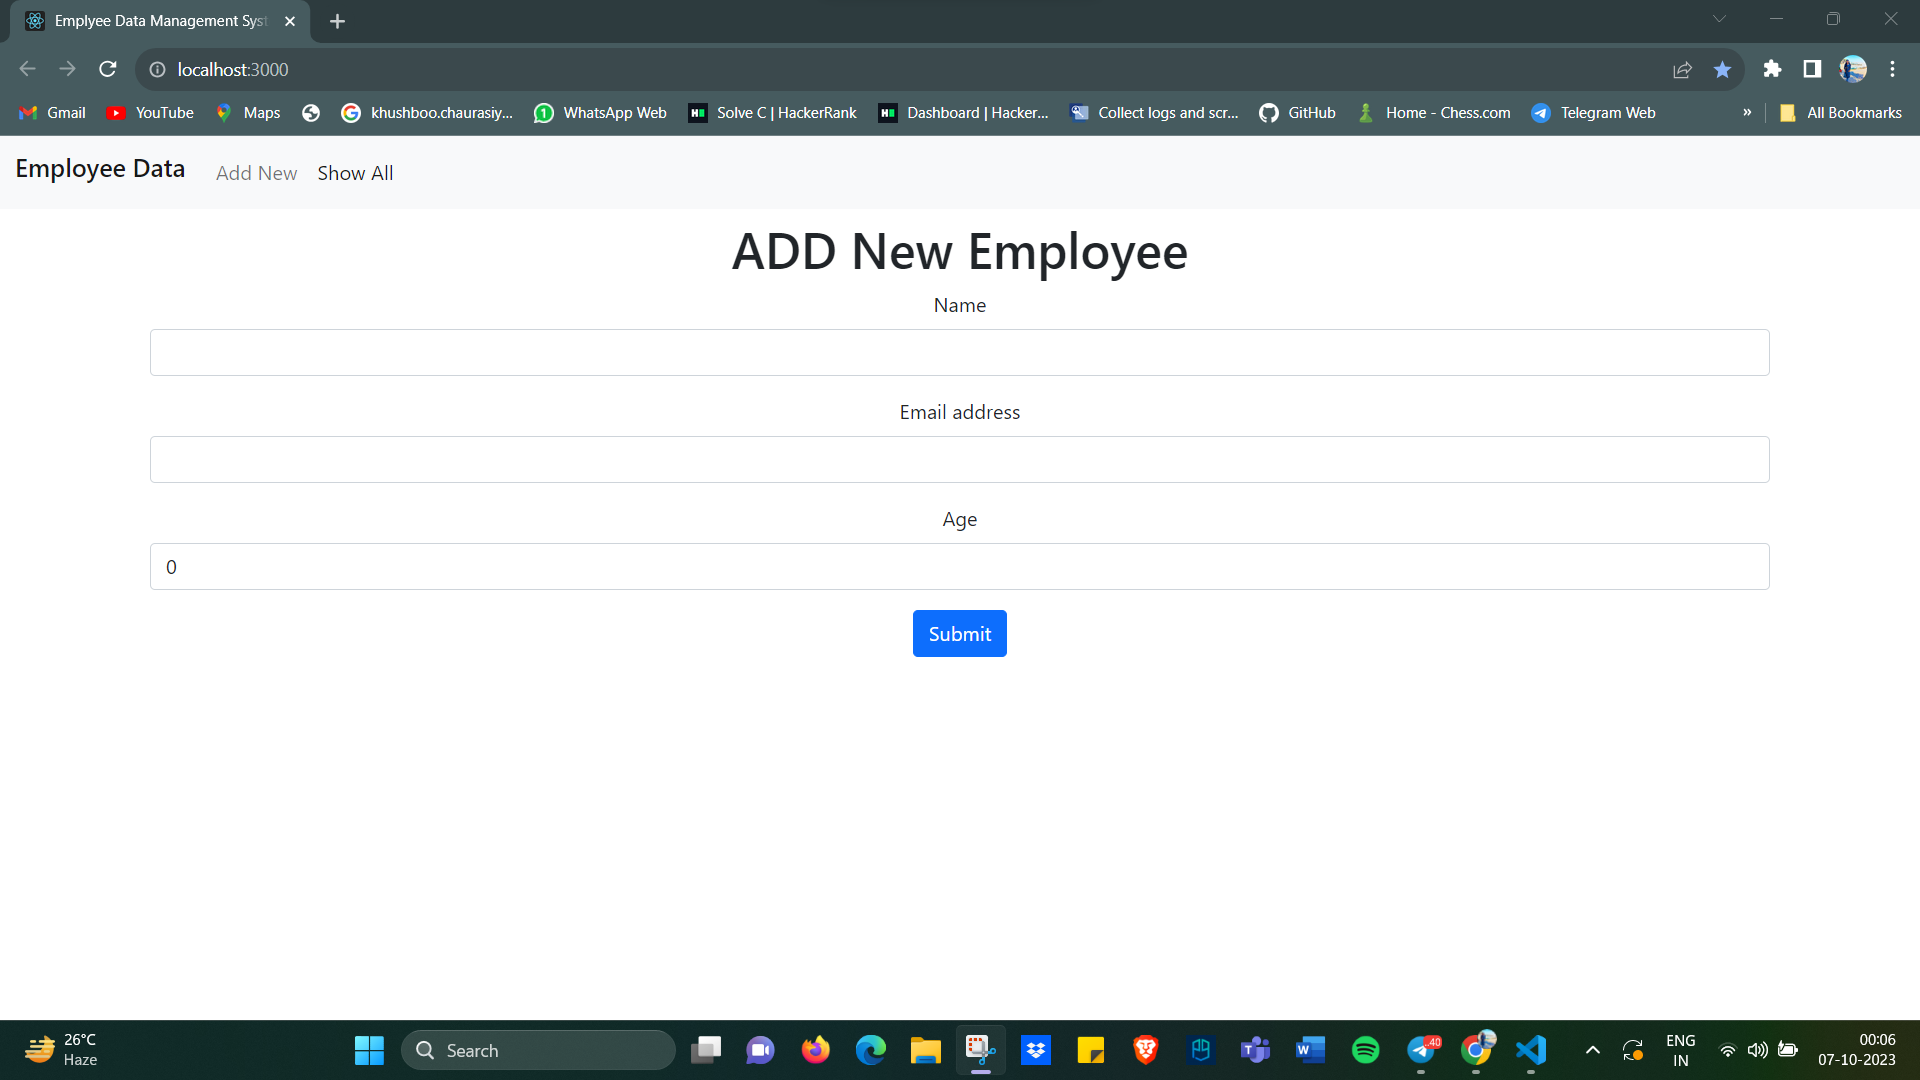 Emplyee Data Management Syst
localhost:3000
Gmail YouTube Maps khushboo.chaurasiy... WhatsApp Web Solve C | HackerRank Dashboard | Hacker... Collect logs and scr... GitHub Home - Chess.com Telegram Web » All Bookmarks
Employee Data Add New Show All
ADD New Employee
Name
Email address
Age
0
Submit
26°C
Haze
Search
40
ENG
IN
00:06
07-10-2023